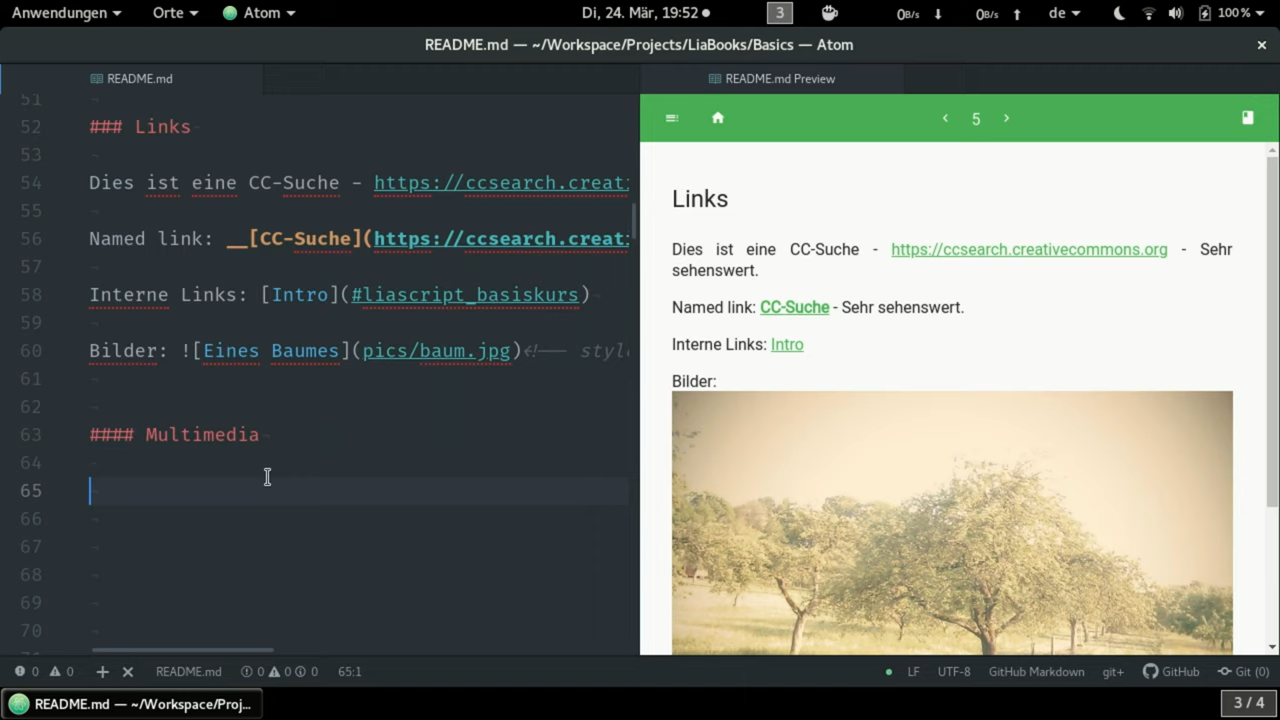 Anwendungen Orte Atom Di, 24. Mär, 19:52 3 0B/s 0B/s de 100%
README.md — ~/Workspace/Projects/LiaBooks/Basics — Atom
README.md
README.md Preview
51
52 ### Links
53
54 Dies ist eine CC-Suche - https://ccsearch.creati
55
56 Named link: __[CC-Suche](https://ccsearch.creati
57
58 Interne Links: [Intro](#liascript_basiskurs)
59
60 Bilder: ![Eines Baumes](pics/baum.jpg)<!-- styl
61
62
63 #### Multimedia
64
65
66
67
68
69
70
5
Links
Dies ist eine CC-Suche - https://ccsearch.creativecommons.org - Sehr
sehenswert.
Named link: CC-Suche - Sehr sehenswert.
Interne Links: Intro
Bilder:
0 0 README.md 0 0 0 65:1 LF UTF-8 GitHub Markdown git+ GitHub Git (0)
README.md — ~/Workspace/Proj... 3 / 4